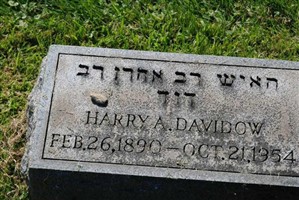 האיש רב אהרן רב
דוד
HARRY A. DAVIDOW
FEB. 26, 1890 — OCT. 21, 1954